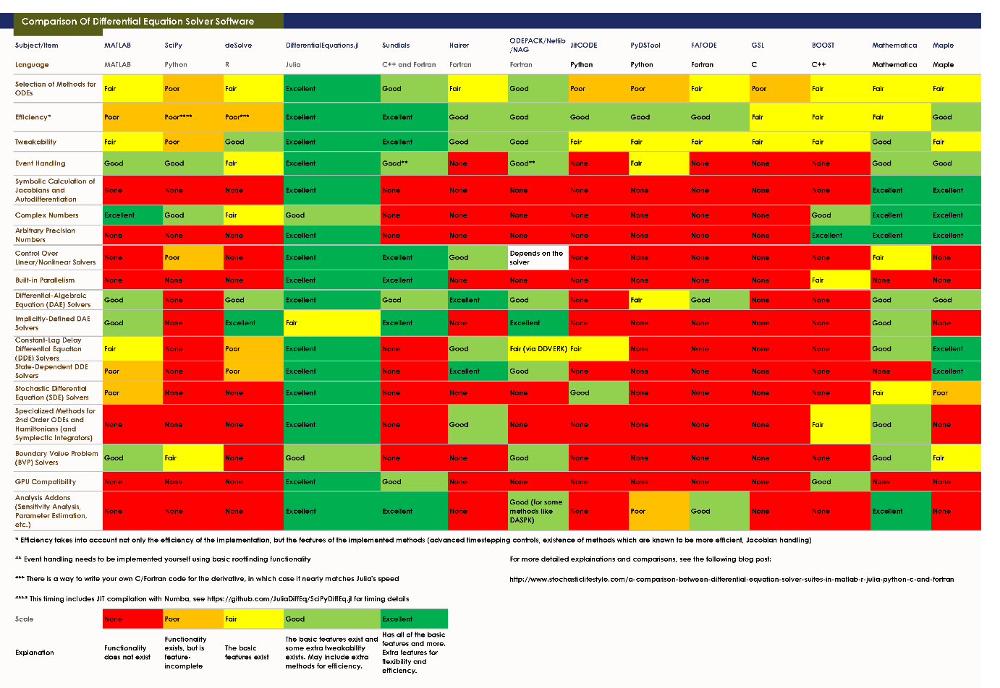 Comparison Of Differential Equation Solver Software
Subject/Item MATLAB SciPy deSolve DifferentialEquations.jl Sundials Hairer ODEPACK/Netlib /NAG JitCODE PyDSTool FATODE GSL BOOST Mathematica Maple
Language MATLAB Python R Julia C++ and Fortran Fortran Fortran Python Python Fortran C C++ Mathematica Maple
Selection of Methods for ODEs Fair Poor Fair Excellent Good Fair Good Poor Poor Fair Poor Fair Fair Fair
Efficiency* Poor Poor**** Poor*** Excellent Excellent Good Good Good Good Good Fair Fair Fair Good
Tweakability Fair Poor Good Excellent Excellent Good Good Fair Fair Fair Fair Fair Good Fair
Event Handling Good Good Fair Excellent Good** None Good** None Fair None None None Good Good
Symbolic Calculation of Jacobians and Autodifferentiation None None None Excellent None None None None None None None None Excellent Excellent
Complex Numbers Excellent Good Fair Good None None None None None None None Good Excellent Excellent
Arbitrary Precision Numbers None None None Excellent None None None None None None None Excellent Excellent Excellent
Control Over Linear/Nonlinear Solvers None Poor None Excellent Excellent Good Depends on the solver None None None None None Fair None
Built-in Parallelism None None None Excellent Excellent None None None None None None Fair None None
Differential-Algebraic Equation (DAE) Solvers Good None Good Excellent Good Excellent Good None Fair Good None None Good Good
Implicitly-Defined DAE Solvers Good None Excellent Fair Excellent None Excellent None None None None None Good None
Constant-Lag Delay Differential Equation (DDE) Solvers Fair None Poor Excellent None Good Fair (via DDVERK) Fair None None None None Good Excellent
State-Dependent DDE Solvers Poor None Poor Excellent None Excellent Good None None None None None None Excellent
Stochastic Differential Equation (SDE) Solvers Poor None None Excellent None None None Good None None None None Fair Poor
Specialized Methods for 2nd Order ODEs and Hamiltonians (and Symplectic Integrators) None None None Excellent None Good None None None None None Fair Good None
Boundary Value Problem (BVP) Solvers Good Fair None Good None None Good None None None None None Good Fair
GPU Compatibility None None None Excellent Good None None None None None None Good None None
Analysis Addons (Sensitivity Analysis, Parameter Estimation, etc.) None None None Excellent Excellent None Good (for some methods like DASPK) None Poor Good None None Excellent None
* Efficiency takes into account not only the efficiency of the implementation, but the features of the implemented methods (advanced timestepping controls, existence of methods which are known to be more efficient, Jacobian handling)
** Event handling needs to be implemented yourself using basic rootfinding functionality
For more detailed explainations and comparisons, see the following blog post:
*** There is a way to write your own C/Fortran code for the derivative, in which case it nearly matches Julia's speed
http://www.stochasticlifestyle.com/a-comparison-between-differential-equation-solver-suites-in-matlab-r-julia-python-c-and-fortran
**** This timing includes JIT compilation with Numba, see https://github.com/JuliaDiffEq/SciPyDiffEq.jl for timing details
Scale None Poor Fair Good Excellent
Explanation Functionality does not exist Functionality exists, but is feature-incomplete The basic features exist The basic features exist and some extra tweakability exists. May include extra methods for efficiency. Has all of the basic features and more. Extra features for flexibility and efficiency.